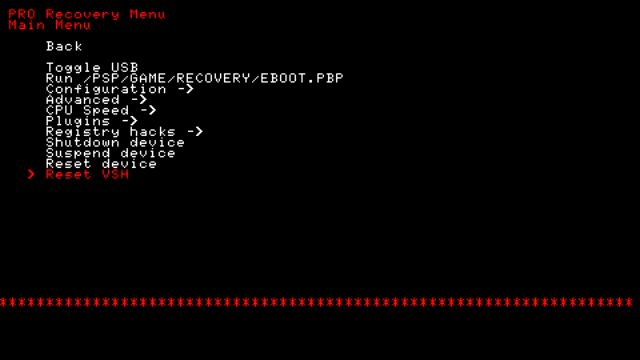 PRO Recovery Menu
Main Menu
Back
Toggle USB
Run /PSP/GAME/RECOVERY/EBOOT.PBP
Configuration ->
Advanced ->
CPU Speed ->
Plugins ->
Registry hacks ->
Shutdown device
Suspend device
Reset device
> Reset VSH
*********************************************************************